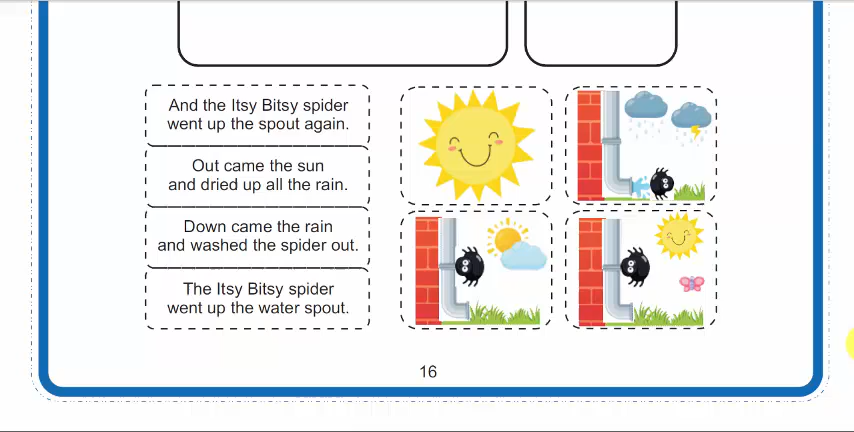 And the Itsy Bitsy spider
went up the spout again.
Out came the sun
and dried up all the rain.
Down came the rain
and washed the spider out.
The Itsy Bitsy spider
went up the water spout.
16